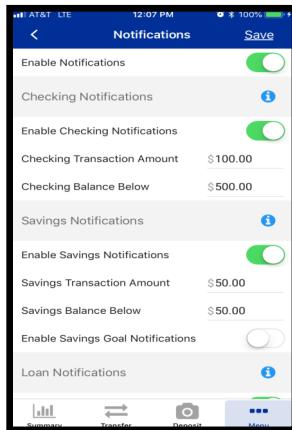 AT&T LTE 12:07 PM 100%
Notifications Save
Enable Notifications
Checking Notifications
Enable Checking Notifications
Checking Transaction Amount $100.00
Checking Balance Below $500.00
Savings Notifications
Enable Savings Notifications
Savings Transaction Amount $50.00
Savings Balance Below $50.00
Enable Savings Goal Notifications
Loan Notifications
Summary Transfer Deposit Menu